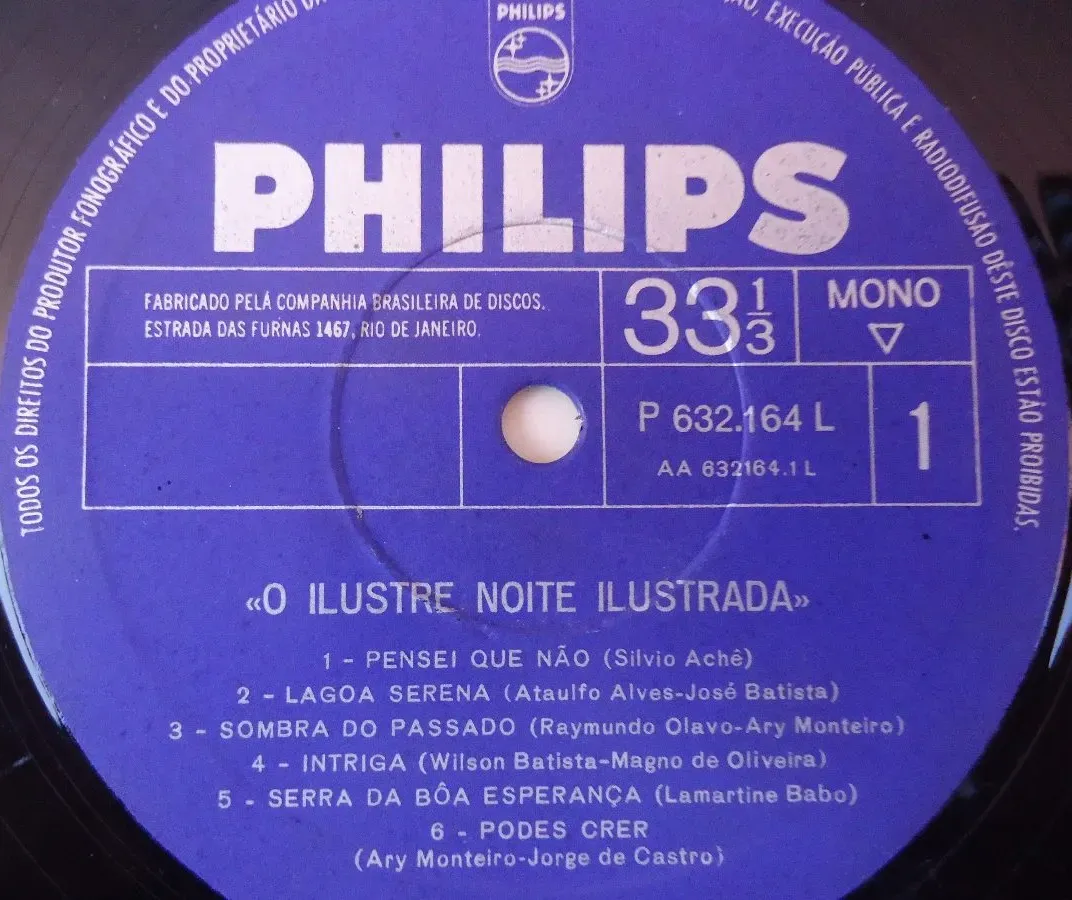 PHILIPS
TODOS OS DIREITOS DO PRODUTOR FONOGRÁFICO E DO PROPRIETÁRIO DA
EXECUÇÃO PÚBLICA E RADIODIFUSÃO DÊSTE DISCO ESTÃO PROIBIDAS.
PHILIPS
FABRICADO PELA COMPANHIA BRASILEIRA DE DISCOS.
ESTRADA DAS FURNAS 1467, RIO DE JANEIRO.
33 1/3
MONO
P 632.164 L
AA 632164.1 L
1
«O ILUSTRE NOITE ILUSTRADA»
1 - PENSEI QUE NÃO (Silvio Achê)
2 - LAGOA SERENA (Ataulfo Alves-José Batista)
3 - SOMBRA DO PASSADO (Raymundo Olavo-Ary Monteiro)
4 - INTRIGA (Wilson Batista-Magno de Oliveira)
5 - SERRA DA BÔA ESPERANÇA (Lamartine Babo)
6 - PODES CRER
(Ary Monteiro-Jorge de Castro)